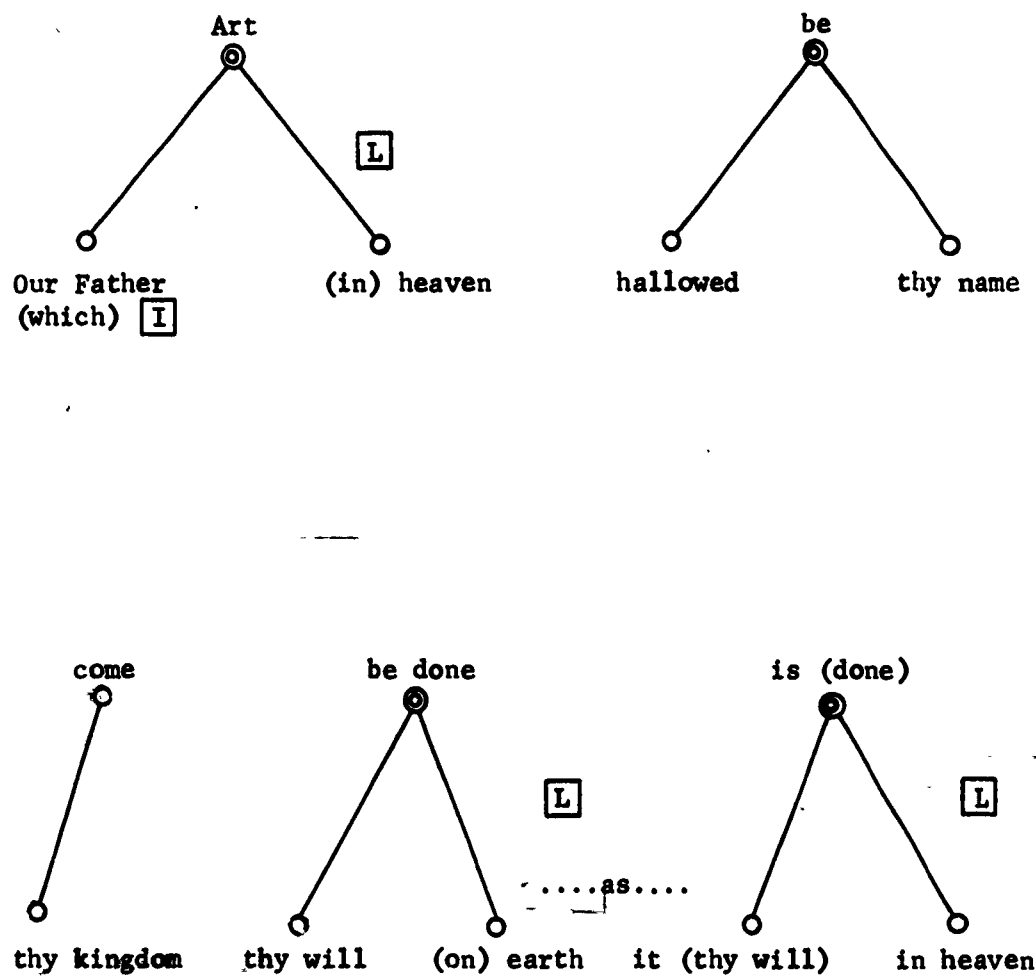 Art be
L
Our Father (in) heaven hallowed thy name
(which) I
come be done is (done)
L L
....as....
thy kingdom thy will (on) earth it (thy will) in heaven